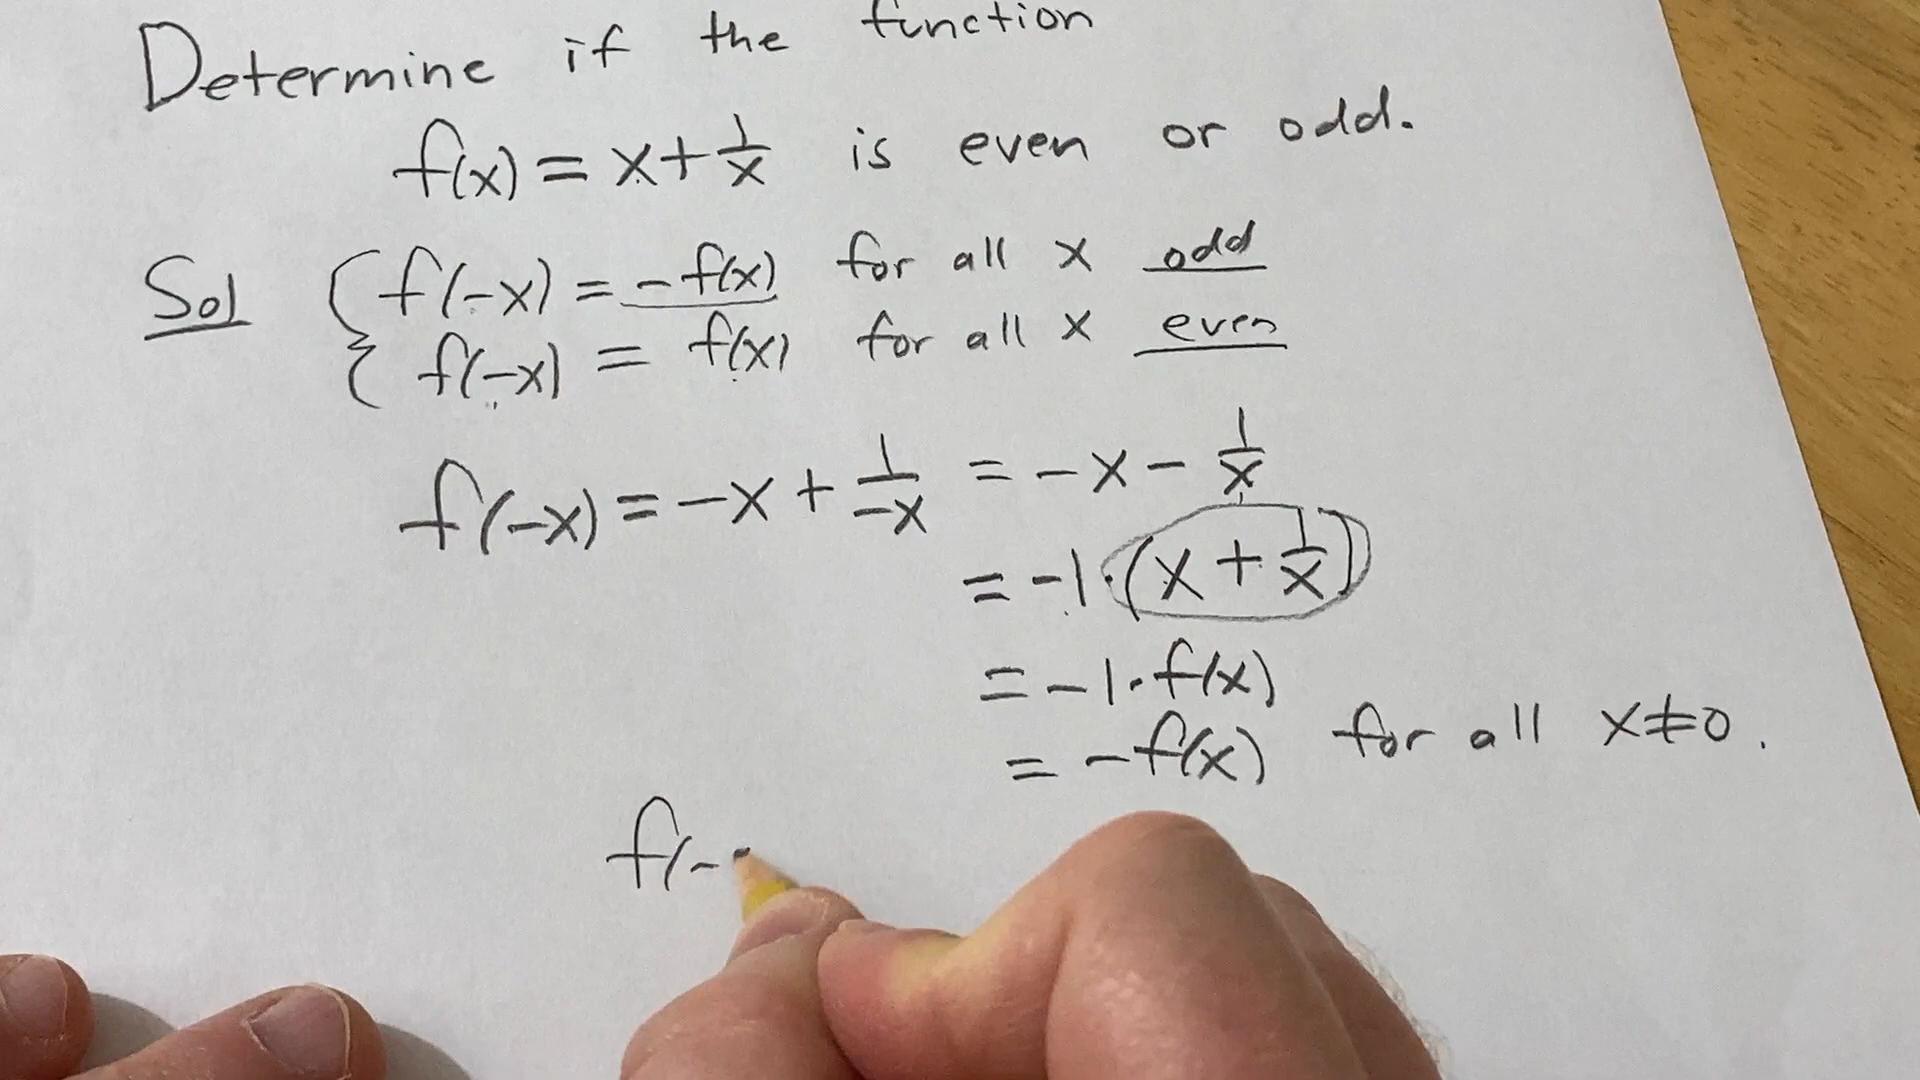 Determine if the function
f(x) = x + 1/x is even or odd.
Sol { f(-x) = -f(x) for all x odd
f(-x) = f(x) for all x even
f(-x) = -x + 1/-x = -x - 1/x
= -1·(x + 1/x)
= -1·f(x)
= -f(x) for all x≠0.
f(-